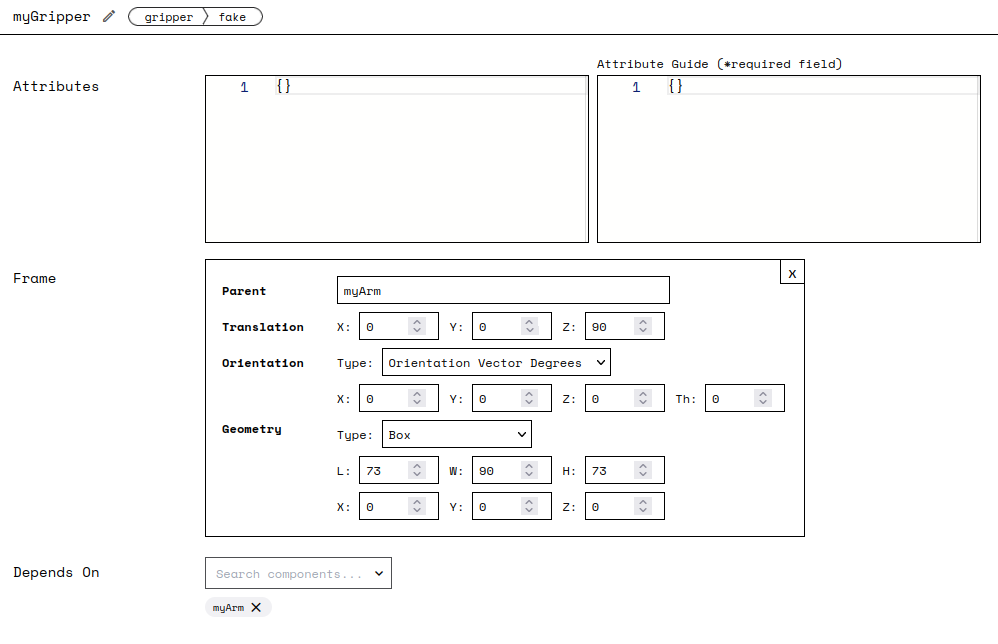 myGripper gripper fake
Attribute Guide (*required field)
Attributes
1 {}
1 {}
Frame
x
Parent myArm
Translation X: 0 Y: 0 Z: 90
Orientation Type: Orientation Vector Degrees
X: 0 Y: 0 Z: 0 Th: 0
Geometry Type: Box
L: 73 W: 90 H: 73
X: 0 Y: 0 Z: 0
Depends On Search components...
myArm